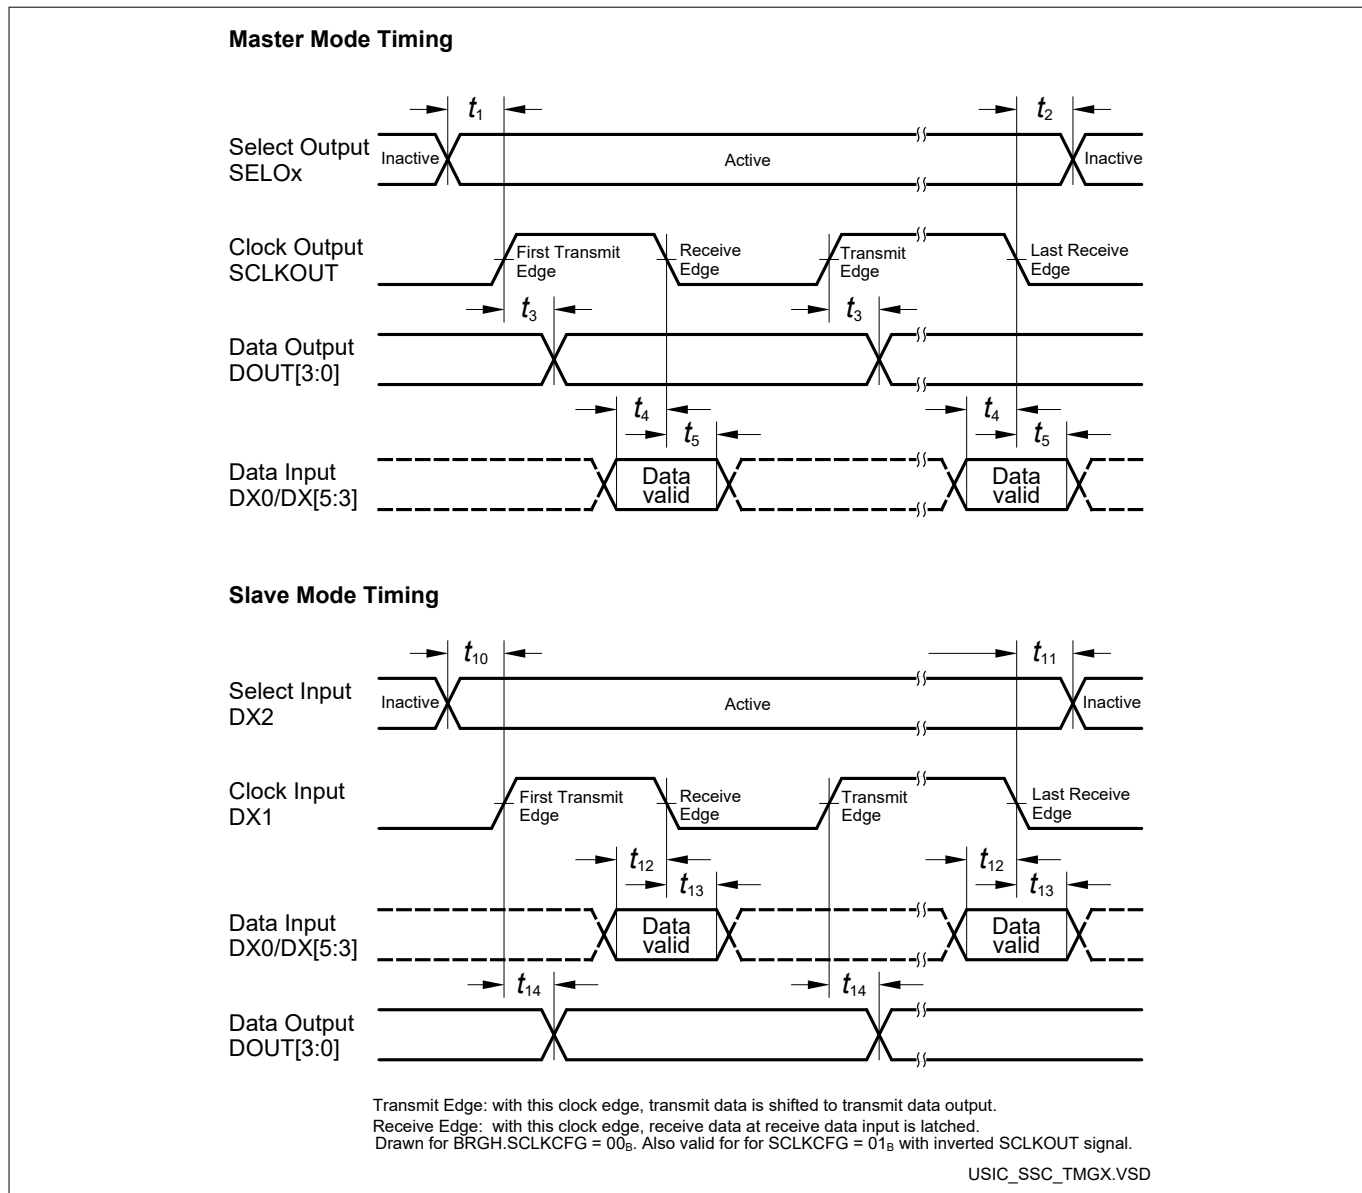 Master Mode Timing
t1
t2
Select Output
SELOx
Inactive
Active
Inactive
Clock Output
SCLKOUT
First Transmit
Edge
Receive
Edge
Transmit
Edge
Last Receive
Edge
t3
t3
Data Output
DOUT[3:0]
t4
t5
t4
t5
Data Input
DX0/DX[5:3]
Data
valid
Data
valid
Slave Mode Timing
t10
t11
Select Input
DX2
Inactive
Active
Inactive
Clock Input
DX1
First Transmit
Edge
Receive
Edge
Transmit
Edge
Last Receive
Edge
t12
t13
t12
t13
Data Input
DX0/DX[5:3]
Data
valid
Data
valid
t14
t14
Data Output
DOUT[3:0]
Transmit Edge: with this clock edge, transmit data is shifted to transmit data output.
Receive Edge: with this clock edge, receive data at receive data input is latched.
Drawn for BRGH.SCLKCFG = 00B. Also valid for for SCLKCFG = 01B with inverted SCLKOUT signal.
USIC_SSC_TMGX.VSD